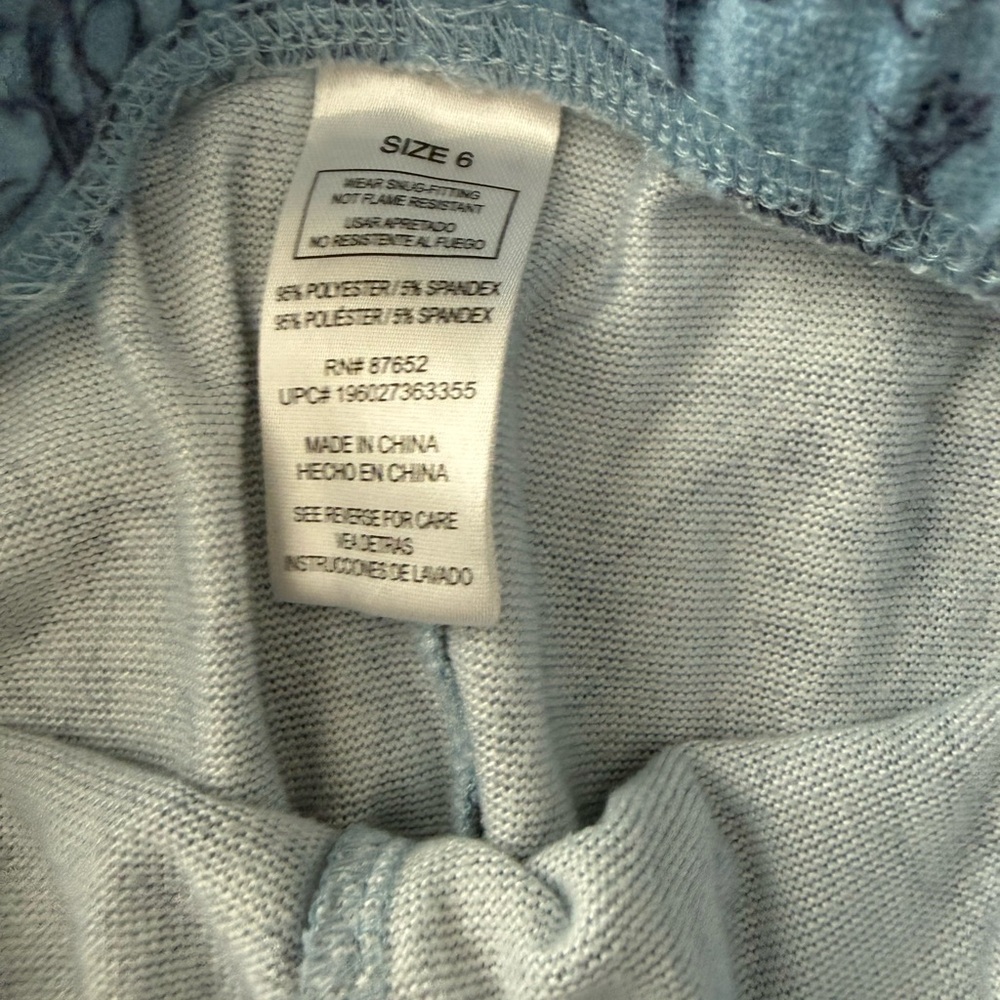 SIZE 6
WEAR SNUG-FITTING
NOT FLAME RESISTANT
USAR APRETADO
NO RESISTENTE AL FUEGO
95% POLYESTER / 5% SPANDEX
95% POLIÉSTER / 5% SPANDEX
RN# 87652
UPC# 196027363355
MADE IN CHINA
HECHO EN CHINA
SEE REVERSE FOR CARE
VEA DETRAS
INSTRUCCIONES DE LAVADO